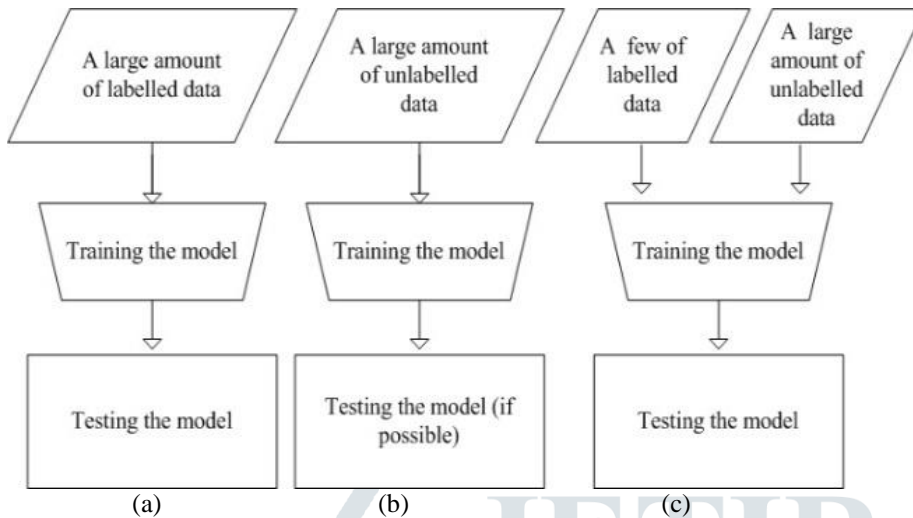 A large amount
of labelled data
A large amount
of unlabelled
data
A few of
labelled
data
A large
amount of
unlabelled
data
Training the model
Training the model
Training the model
Testing the model
Testing the model (if
possible)
Testing the model
(a)
(b)
(c)